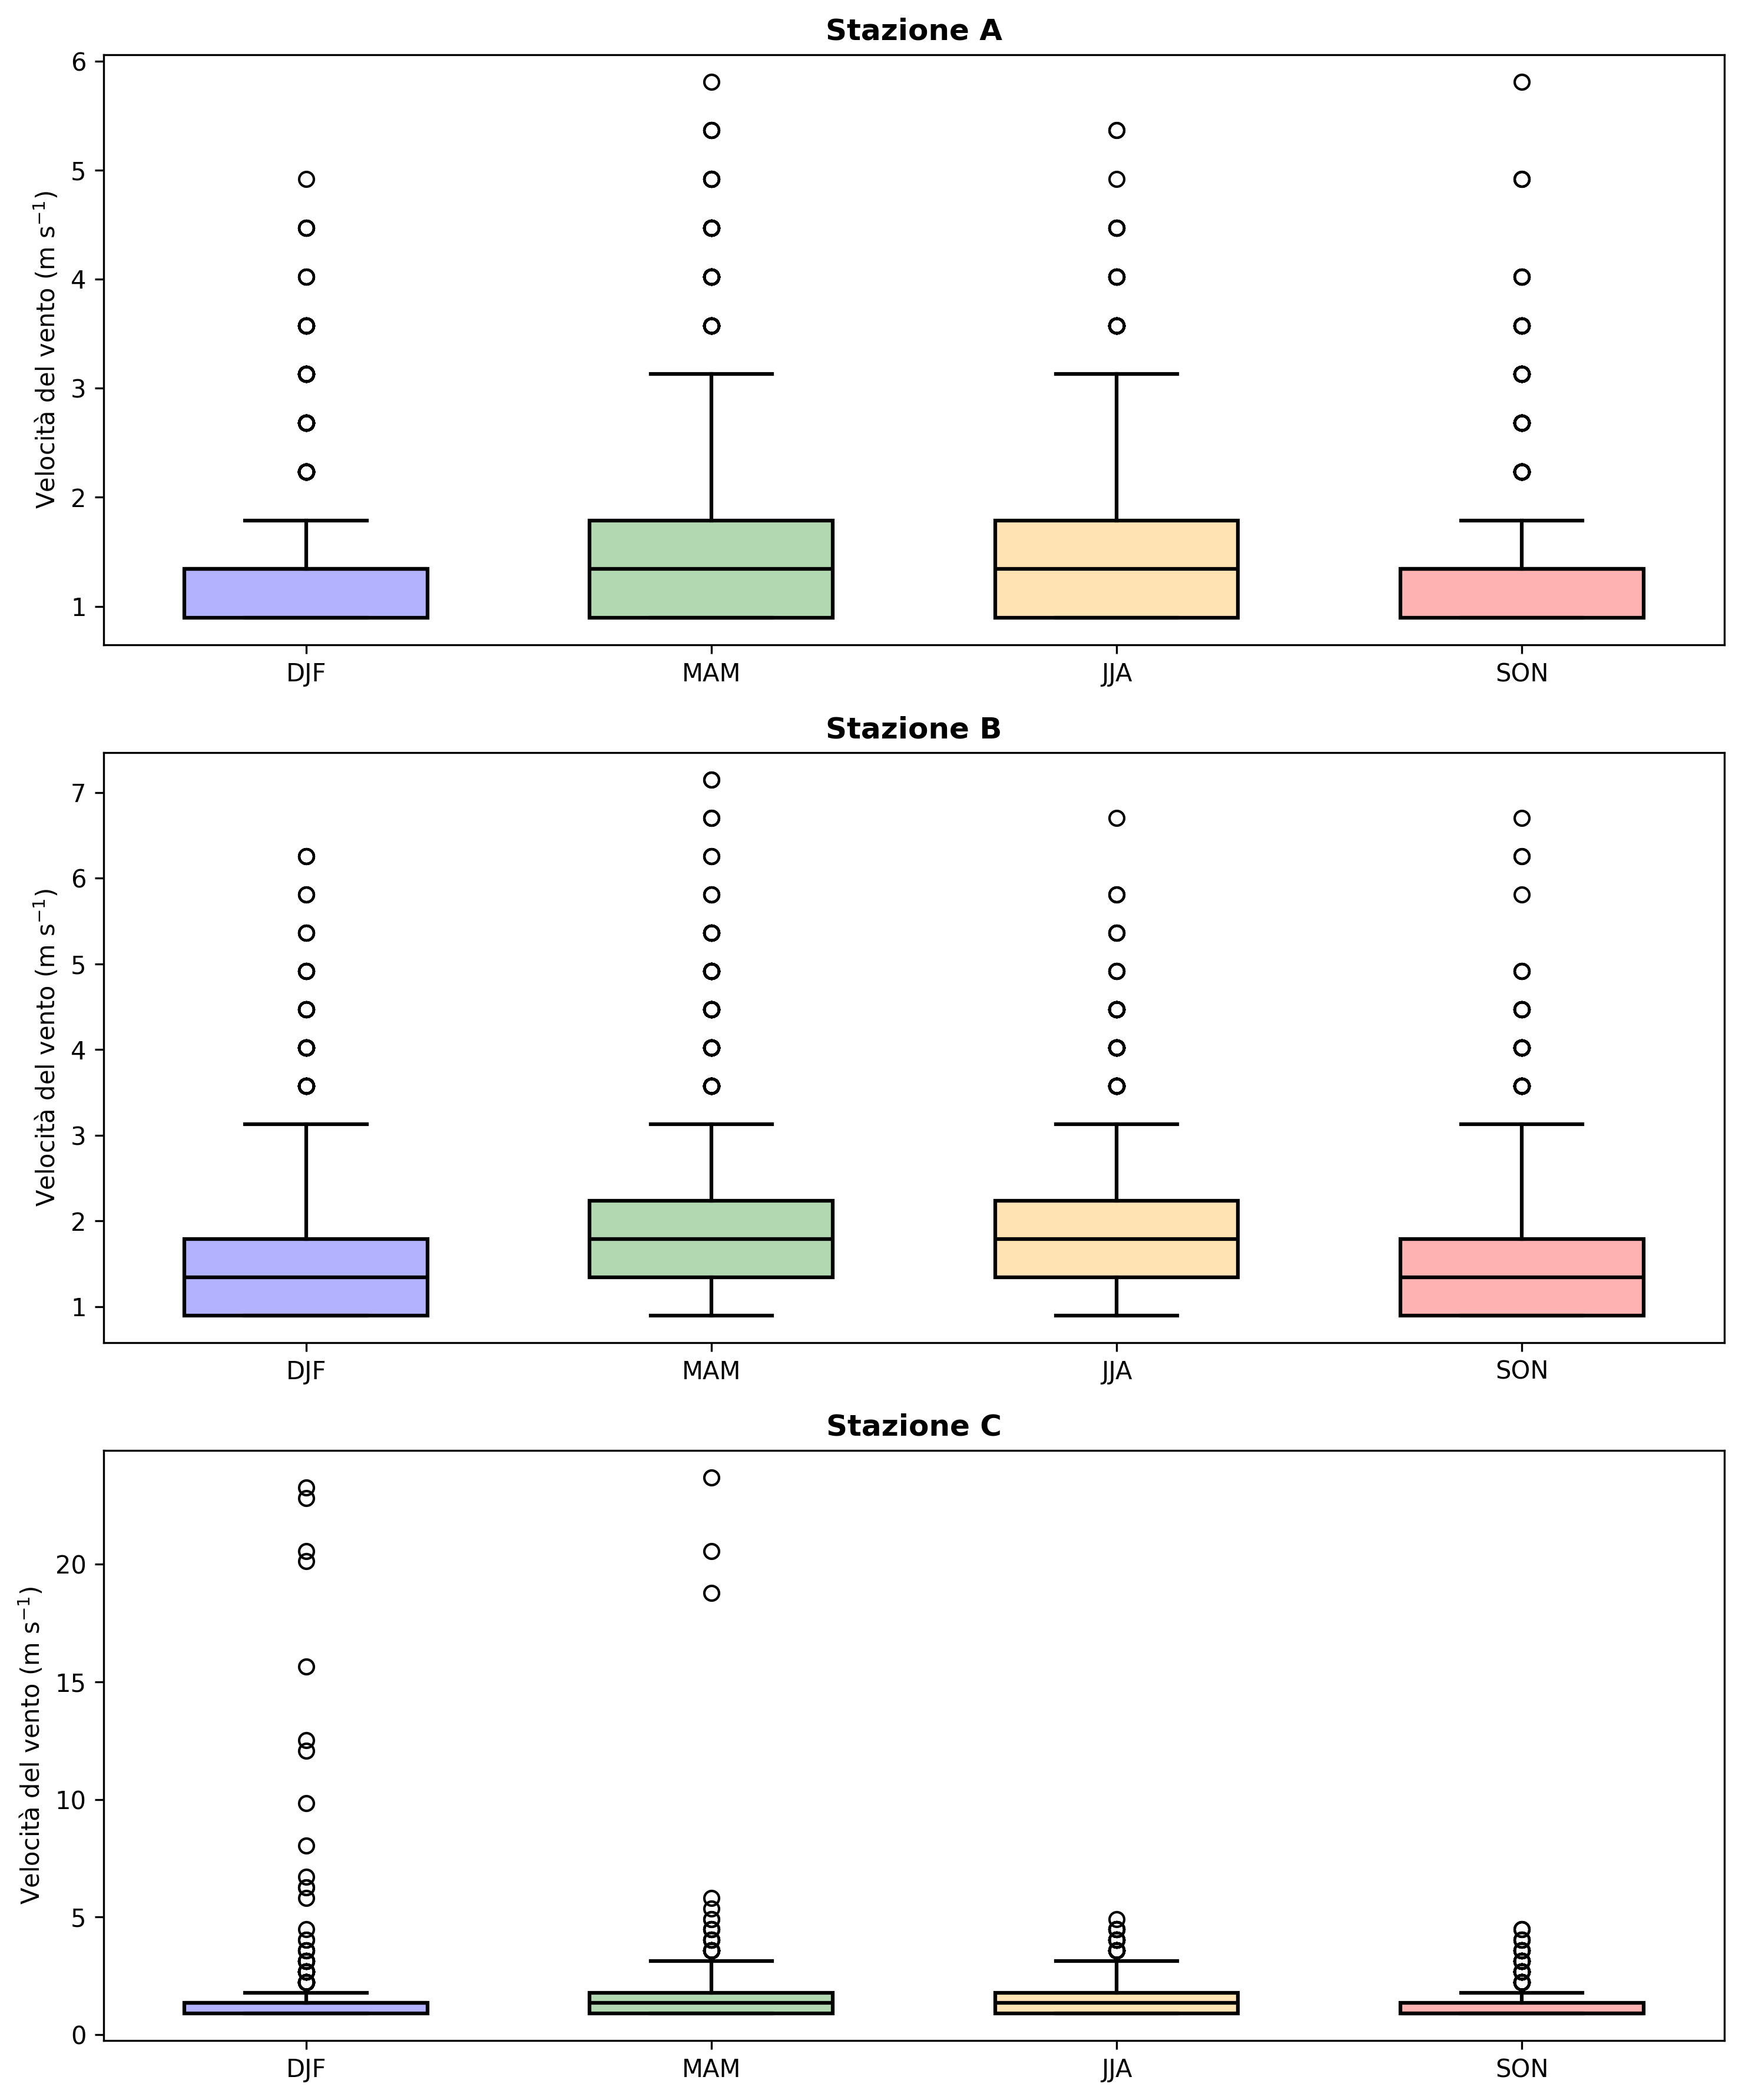 Stazione A
Velocità del vento (m s⁻¹)
6
5
4
3
2
1
DJF MAM JJA SON
Stazione B
Velocità del vento (m s⁻¹)
7
6
5
4
3
2
1
DJF MAM JJA SON
Stazione C
Velocità del vento (m s⁻¹)
20
15
10
5
0
DJF MAM JJA SON